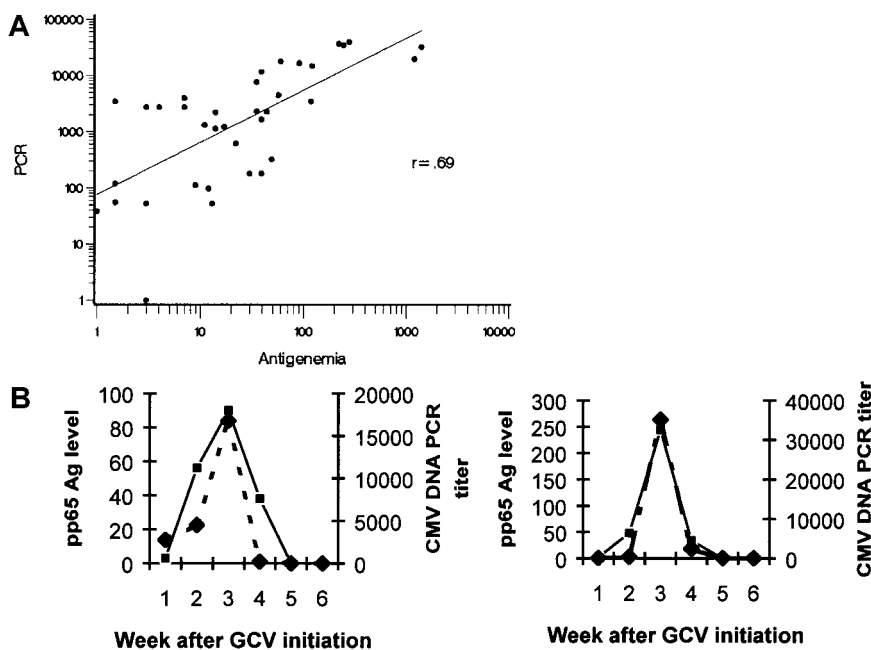 A
100000
10000
1000
100
10
1
PCR
r= .69
1
10
100
1000
10000
Antigenemia
B
100
80
60
40
20
0
pp65 Ag level
20000
15000
10000
5000
0
CMV DNA PCR
titer
1 2 3 4 5 6
Week after GCV initiation
300
250
200
150
100
50
0
pp65 Ag level
40000
30000
20000
10000
0
CMV DNA PCR titer
1 2 3 4 5 6
Week after GCV initiation